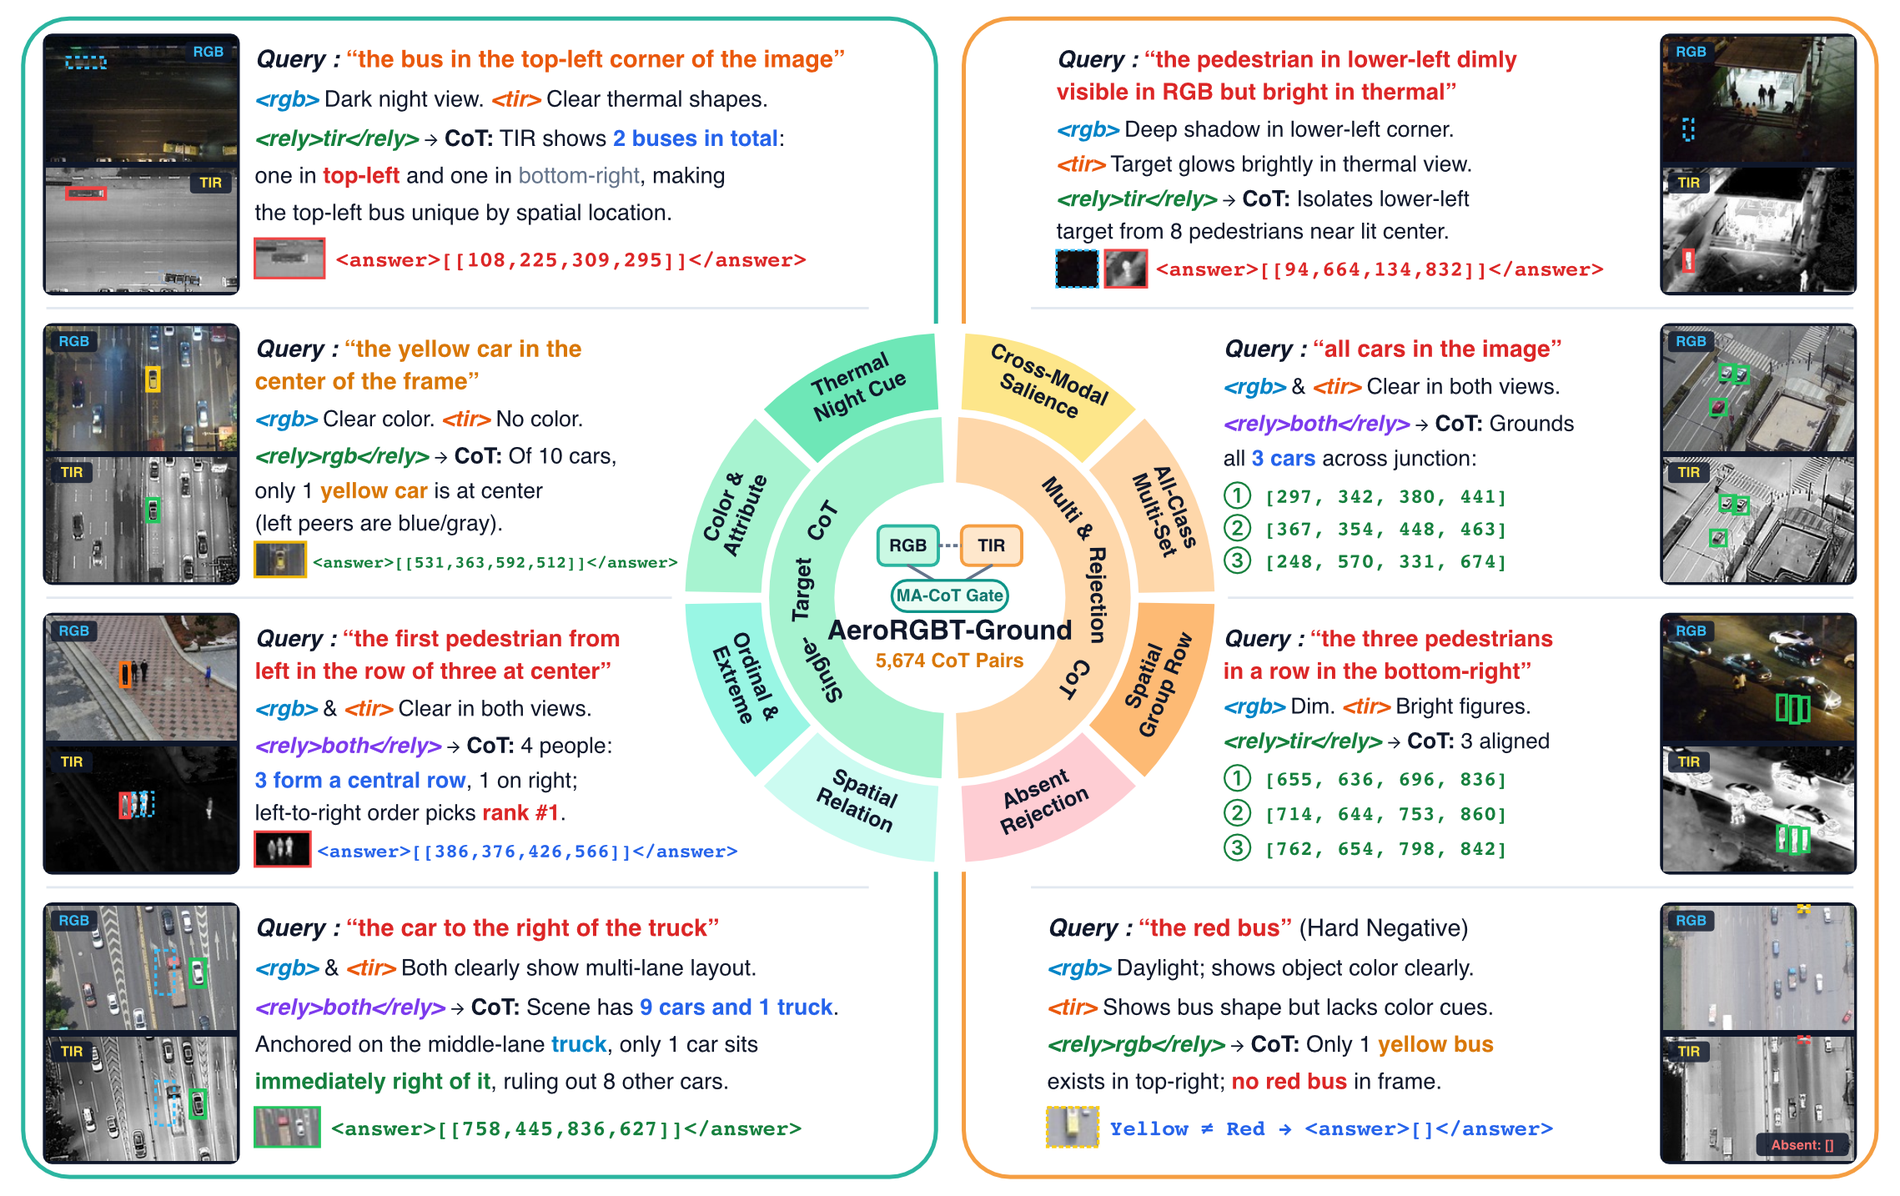 RGB
TIR
Query : “the bus in the top-left corner of the image”
<rgb> Dark night view. <tir> Clear thermal shapes.
<rely>tir</rely> → CoT: TIR shows 2 buses in total:
one in top-left and one in bottom-right, making
the top-left bus unique by spatial location.
<answer>[[108,225,309,295]]</answer>
RGB
TIR
Query : “the yellow car in the
center of the frame”
<rgb> Clear color. <tir> No color.
<rely>rgb</rely> → CoT: Of 10 cars,
only 1 yellow car is at center
(left peers are blue/gray).
<answer>[[531,363,592,512]]</answer>
RGB
TIR
Query : “the first pedestrian from
left in the row of three at center”
<rgb> & <tir> Clear in both views.
<rely>both</rely> → CoT: 4 people:
3 form a central row, 1 on right;
left-to-right order picks rank #1.
<answer>[[386,376,426,566]]</answer>
RGB
TIR
Query : “the car to the right of the truck”
<rgb> & <tir> Both clearly show multi-lane layout.
<rely>both</rely> → CoT: Scene has 9 cars and 1 truck.
Anchored on the middle-lane truck, only 1 car sits
immediately right of it, ruling out 8 other cars.
<answer>[[758,445,836,627]]</answer>
Thermal
Night Cue
Color &
Attribute
Ordinal &
Extreme
Spatial
Relation
Single-Target CoT
Cross-Modal
Salience
All-Class
Multi-Set
Spatial
Group Row
Absent
Rejection
Multi & Rejection CoT
RGB
TIR
MA-CoT Gate
AeroRGBT-Ground
5,674 CoT Pairs
Query : “the pedestrian in lower-left dimly
visible in RGB but bright in thermal”
<rgb> Deep shadow in lower-left corner.
<tir> Target glows brightly in thermal view.
<rely>tir</rely> → CoT: Isolates lower-left
target from 8 pedestrians near lit center.
<answer>[[94,664,134,832]]</answer>
RGB
TIR
Query : “all cars in the image”
<rgb> & <tir> Clear in both views.
<rely>both</rely> → CoT: Grounds
all 3 cars across junction:
1 [297, 342, 380, 441]
2 [367, 354, 448, 463]
3 [248, 570, 331, 674]
RGB
TIR
Query : “the three pedestrians
in a row in the bottom-right”
<rgb> Dim. <tir> Bright figures.
<rely>tir</rely> → CoT: 3 aligned
1 [655, 636, 696, 836]
2 [714, 644, 753, 860]
3 [762, 654, 798, 842]
RGB
TIR
Query : “the red bus” (Hard Negative)
<rgb> Daylight; shows object color clearly.
<tir> Shows bus shape but lacks color cues.
<rely>rgb</rely> → CoT: Only 1 yellow bus
exists in top-right; no red bus in frame.
Yellow ≠ Red → <answer>[]</answer>
RGB
TIR
Absent: []